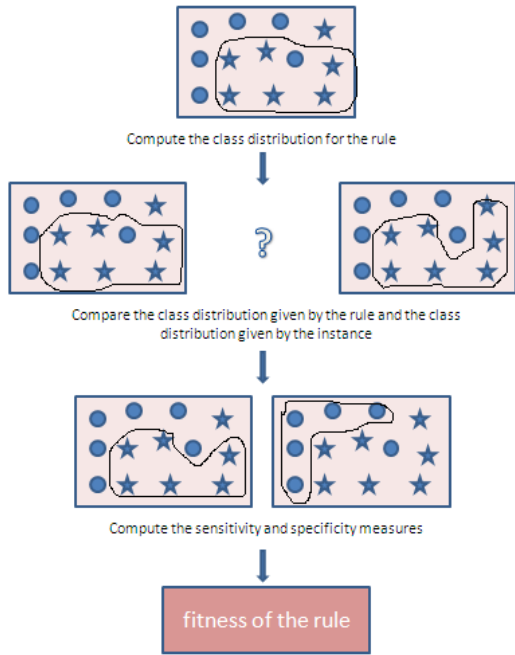 Compute the class distribution for the rule
?
Compare the class distribution given by the rule and the class
distribution given by the instance
Compute the sensitivity and specificity measures
fitness of the rule